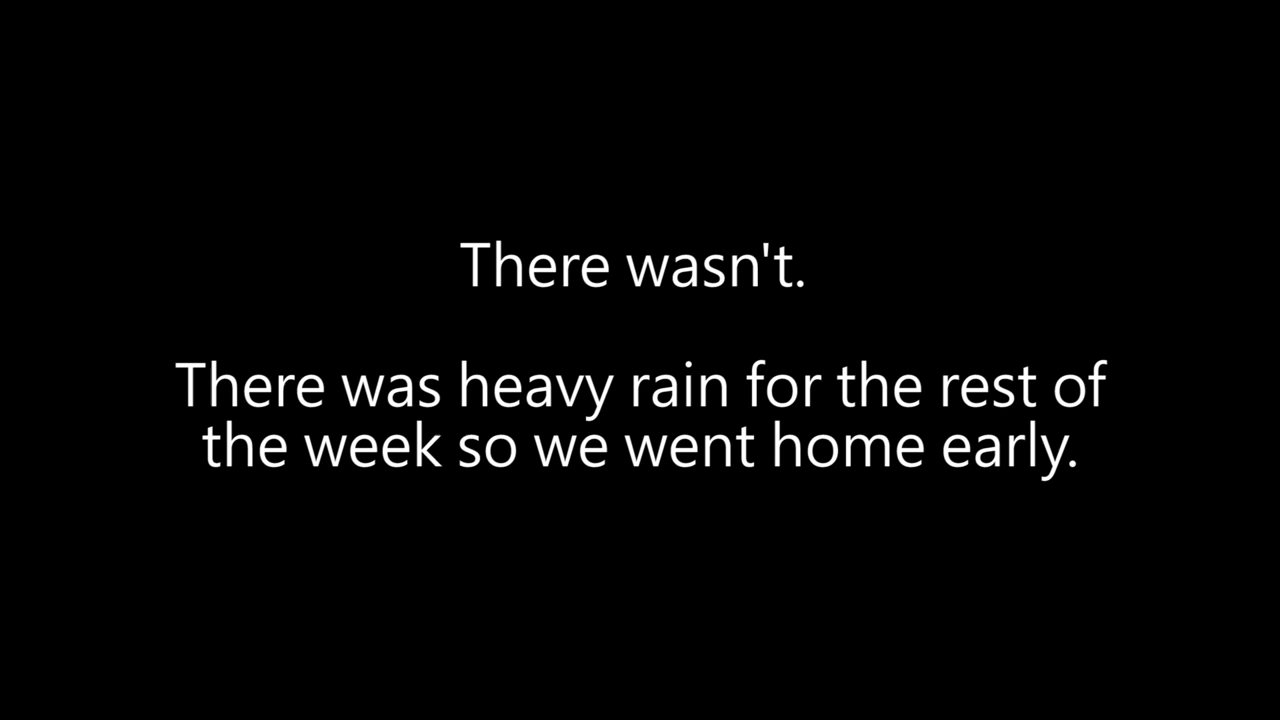 There wasn't.
There was heavy rain for the rest of
the week so we went home early.